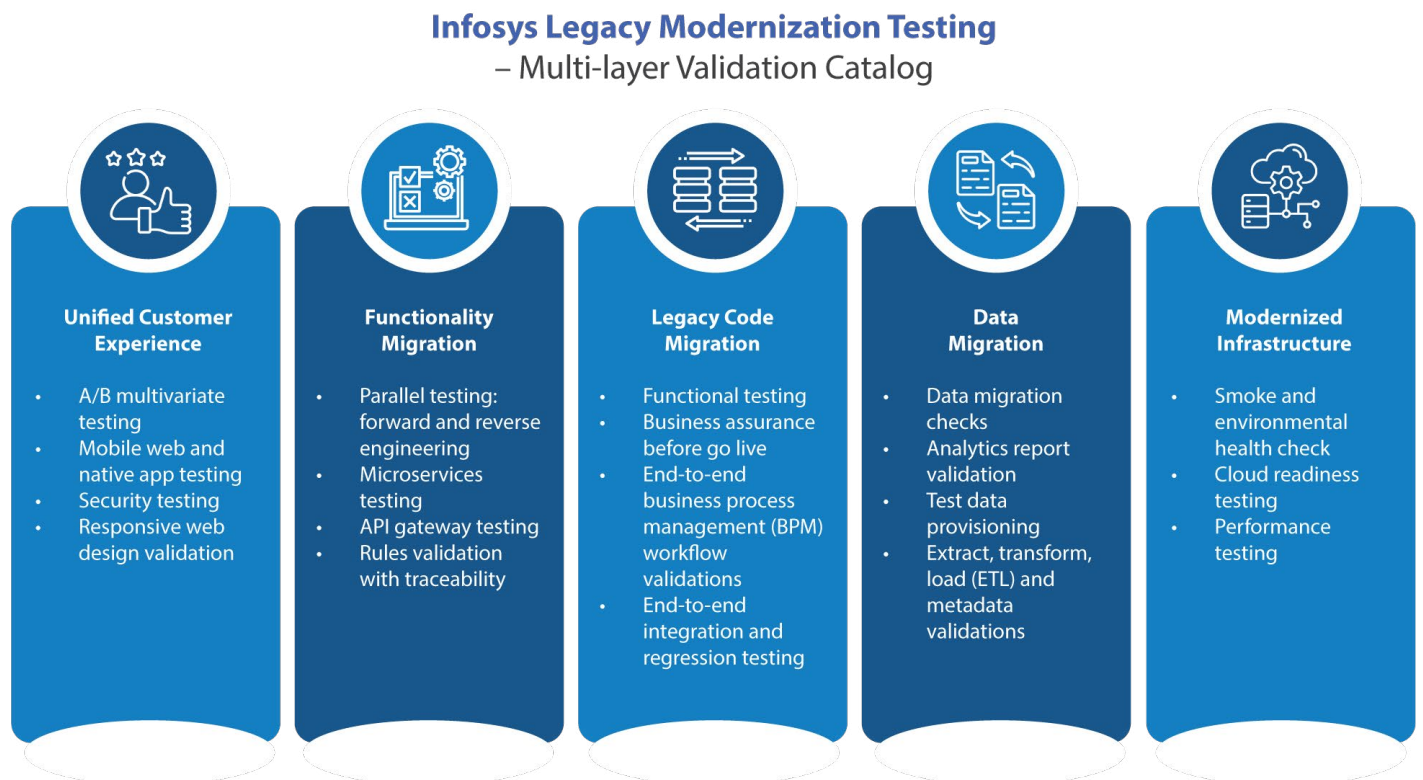 Infosys Legacy Modernization Testing
– Multi-layer Validation Catalog
Unified Customer
Experience
• A/B multivariate
testing
• Mobile web and
native app testing
• Security testing
• Responsive web
design validation
Functionality
Migration
• Parallel testing:
forward and reverse
engineering
• Microservices
testing
• API gateway testing
• Rules validation
with traceability
Legacy Code
Migration
• Functional testing
• Business assurance
before go live
• End-to-end
business process
management (BPM)
workflow
validations
• End-to-end
integration and
regression testing
Data
Migration
• Data migration
checks
• Analytics report
validation
• Test data
provisioning
• Extract, transform,
load (ETL) and
metadata
validations
Modernized
Infrastructure
• Smoke and
environmental
health check
• Cloud readiness
testing
• Performance
testing